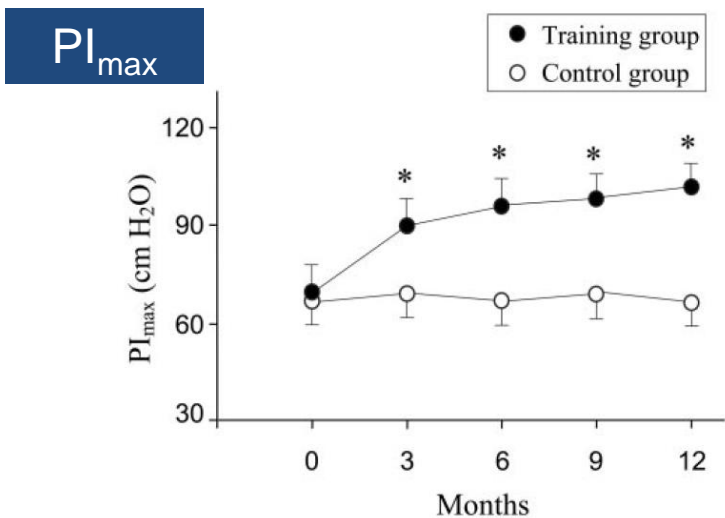 PImax
Training group
Control group
120
90
60
30
PImax (cm H2O)
* * * *
0 3 6 9 12
Months